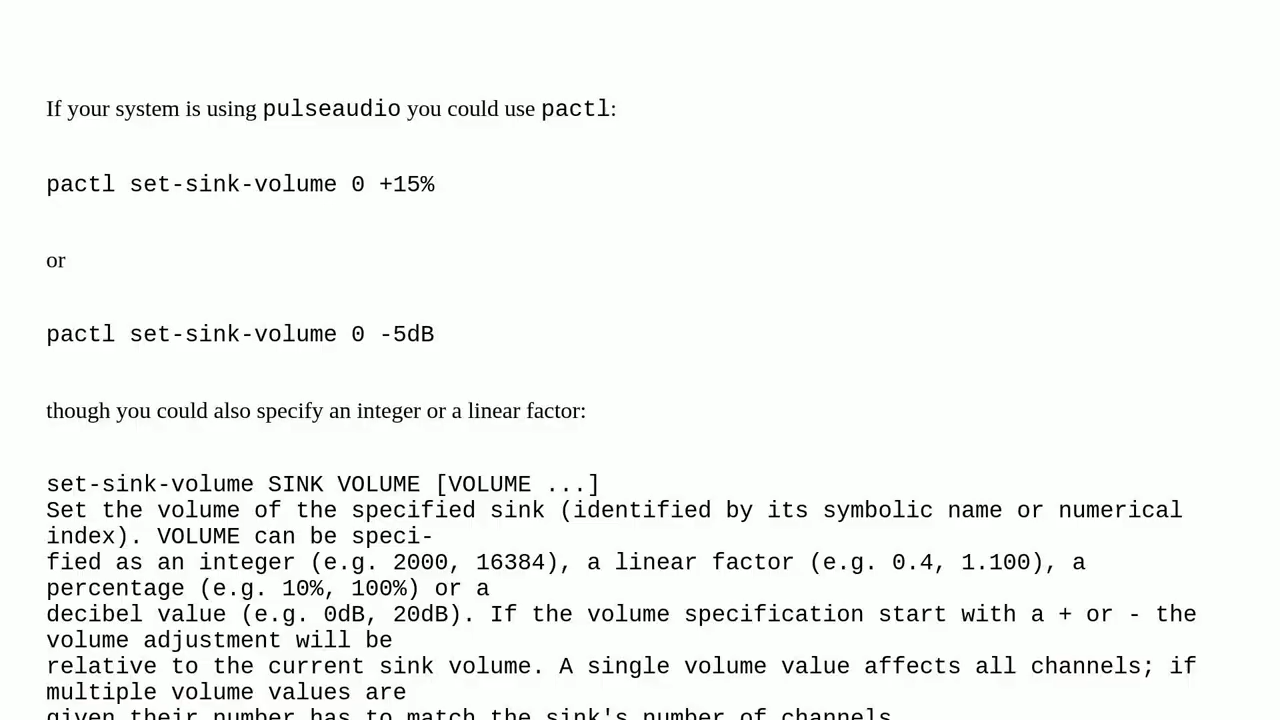 If your system is using pulseaudio you could use pactl:
pactl set-sink-volume 0 +15%
or
pactl set-sink-volume 0 -5dB
though you could also specify an integer or a linear factor:
set-sink-volume SINK VOLUME [VOLUME ...]
Set the volume of the specified sink (identified by its symbolic name or numerical
index). VOLUME can be speci-
fied as an integer (e.g. 2000, 16384), a linear factor (e.g. 0.4, 1.100), a
percentage (e.g. 10%, 100%) or a
decibel value (e.g. 0dB, 20dB). If the volume specification start with a + or - the
volume adjustment will be
relative to the current sink volume. A single volume value affects all channels; if
multiple volume values are
given their number has to match the sink's number of channels.